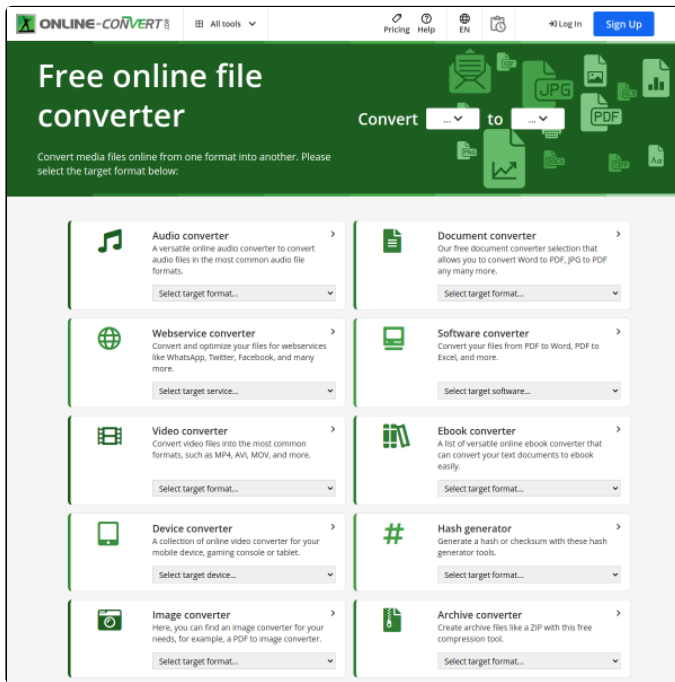 ONLINE-CONVERT.COM
All tools
Pricing
Help
EN
Log In
Sign Up
Free online file
converter
Convert ... to ...
Convert media files online from one format into another. Please
select the target format below:
JPG
PDF
Audio converter
A versatile online audio converter to convert
audio files in the most common audio file
formats.
Select target format...
Document converter
Our free document converter selection that
allows you to convert Word to PDF, JPG to PDF
any many more.
Select target format...
Webservice converter
Convert and optimize your files for webservices
like WhatsApp, Twitter, Facebook, and many
more.
Select target service...
Software converter
Convert your files from PDF to Word, PDF to
Excel, and more.
Select target software...
Video converter
Convert video files into the most common
formats, such as MP4, AVI, MOV, and more.
Select target format...
Ebook converter
A list of versatile online ebook converter that
can convert your text documents to ebook
easily.
Select target format...
Device converter
A collection of online video converter for your
mobile device, gaming console or tablet.
Select target device...
Hash generator
Generate a hash or checksum with these hash
generator tools.
Select target format...
Image converter
Here, you can find an image converter for your
needs, for example, a PDF to image converter.
Select target format...
Archive converter
Create archive files like a ZIP with this free
compression tool.
Select target format...